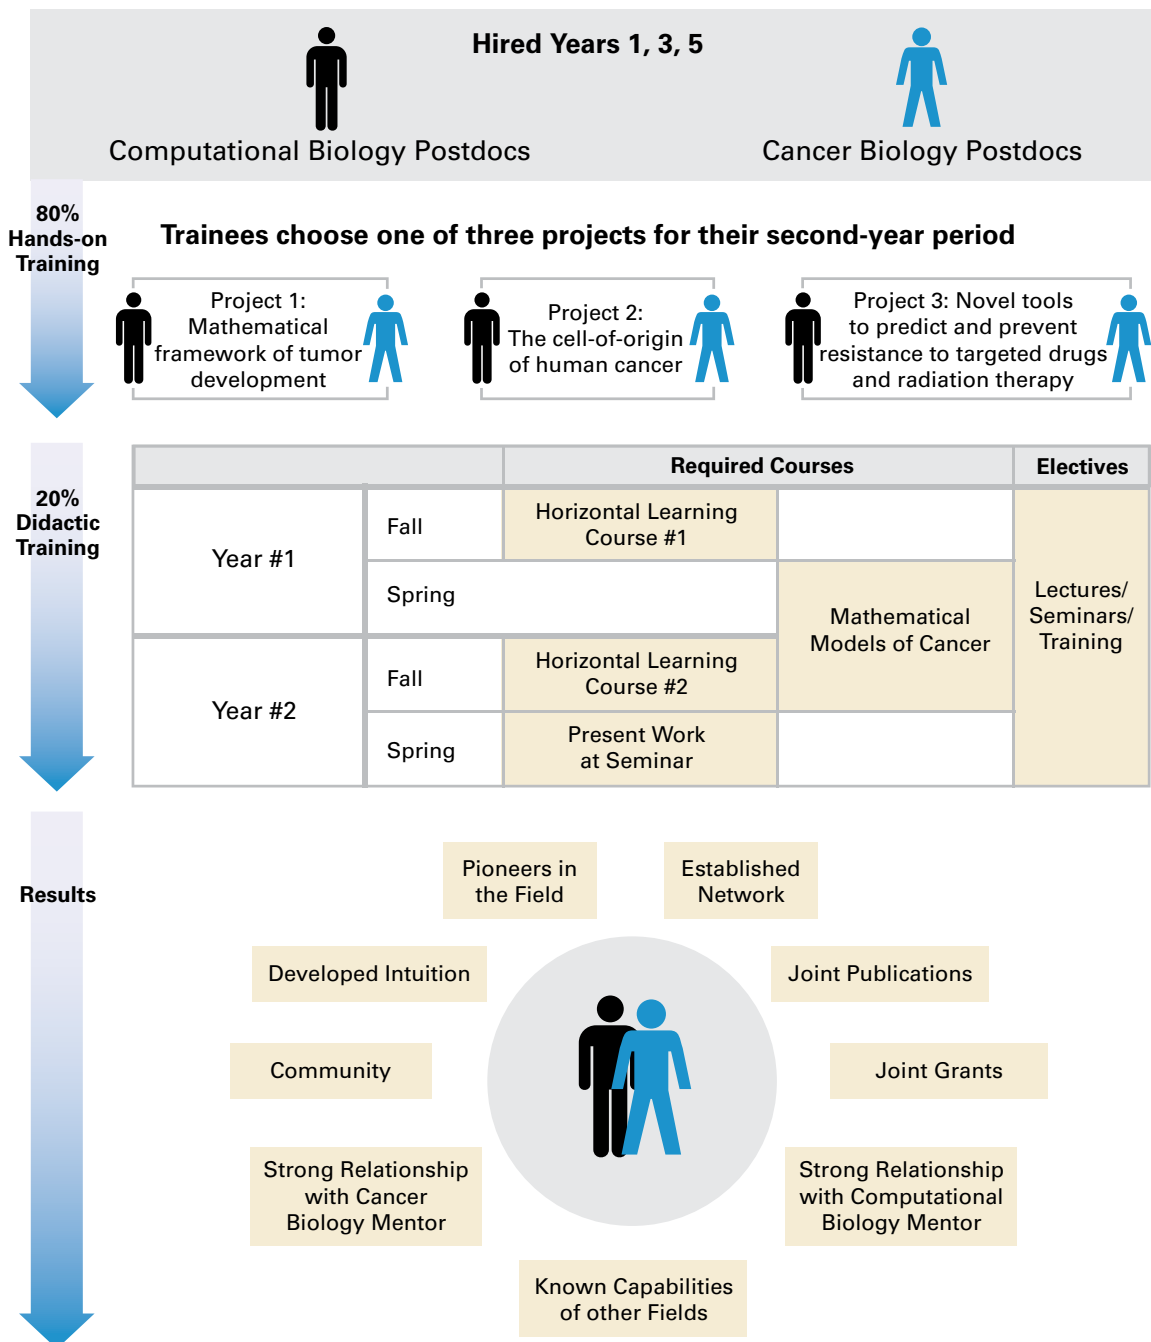 Hired Years 1, 3, 5
Computational Biology Postdocs
Cancer Biology Postdocs
80%
Hands-on
Training
Trainees choose one of three projects for their second-year period
Project 1:
Mathematical
framework of tumor
development
Project 2:
The cell-of-origin
of human cancer
Project 3: Novel tools
to predict and prevent
resistance to targeted drugs
and radiation therapy
20%
Didactic
Training
Required Courses
Electives
Year #1
Fall
Horizontal Learning
Course #1
Spring
Mathematical
Models of Cancer
Lectures/
Seminars/
Training
Year #2
Fall
Horizontal Learning
Course #2
Spring
Present Work
at Seminar
Results
Pioneers in
the Field
Established
Network
Developed Intuition
Joint Publications
Community
Joint Grants
Strong Relationship
with Cancer
Biology Mentor
Strong Relationship
with Computational
Biology Mentor
Known Capabilities
of other Fields